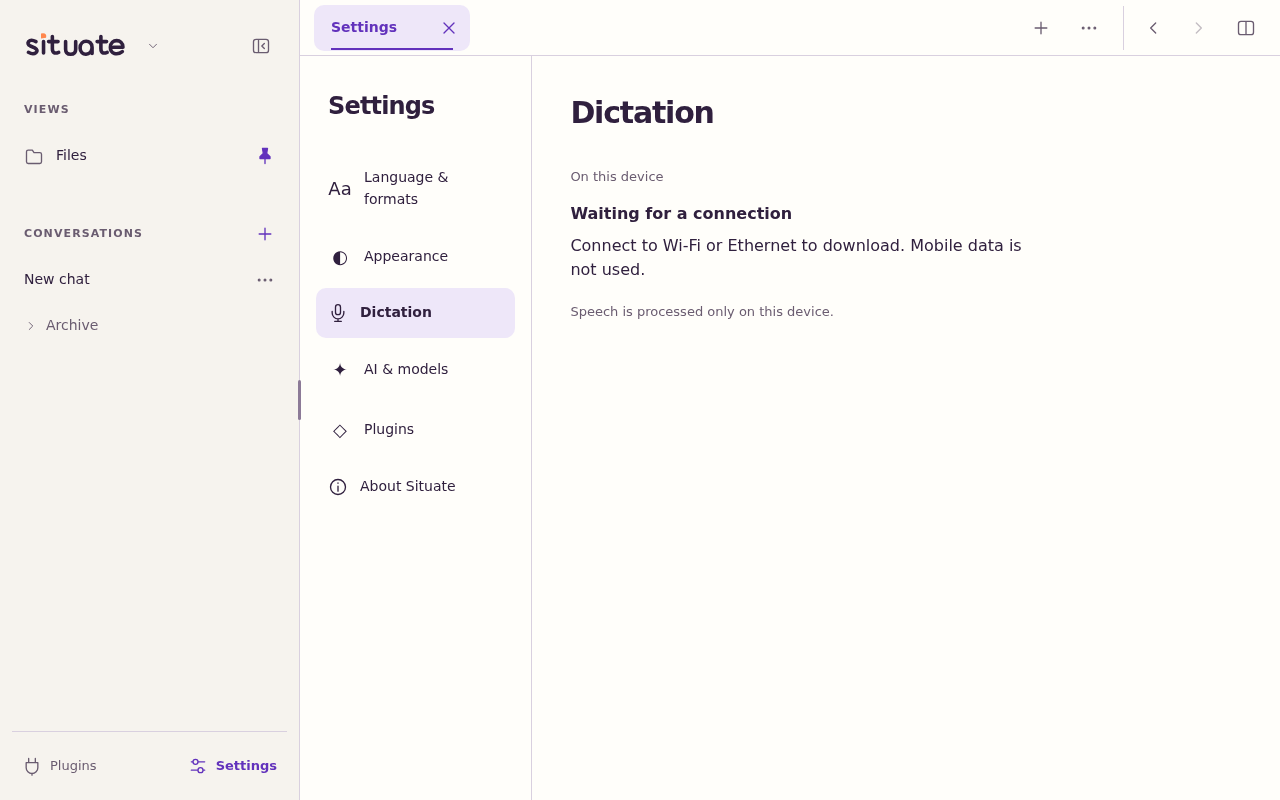 situate
VIEWS
Files
CONVERSATIONS
New chat
Archive
Plugins
Settings
Settings
Settings
Aa
Language &
formats
Appearance
Dictation
AI & models
Plugins
About Situate
Dictation
On this device
Waiting for a connection
Connect to Wi-Fi or Ethernet to download. Mobile data is
not used.
Speech is processed only on this device.